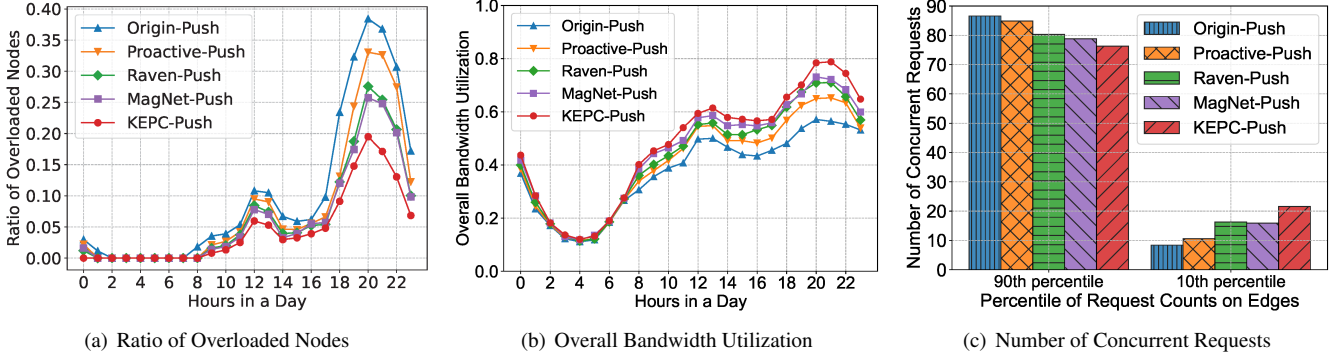 0.40
0.35
0.30
0.25
0.20
0.15
0.10
0.05
0.00
Ratio of Overloaded Nodes
Origin-Push
Proactive-Push
Raven-Push
MagNet-Push
KEPC-Push
0 2 4 6 8 10 12 14 16 18 20 22
Hours in a Day
(a) Ratio of Overloaded Nodes
1.0
0.8
0.6
0.4
0.2
0.0
Overall Bandwidth Utilization
Origin-Push
Proactive-Push
Raven-Push
MagNet-Push
KEPC-Push
0 2 4 6 8 10 12 14 16 18 20 22
Hours in a Day
(b) Overall Bandwidth Utilization
90
80
70
60
50
40
30
20
10
0
Number of Concurrent Requests
Origin-Push
Proactive-Push
Raven-Push
MagNet-Push
KEPC-Push
90th percentile 10th percentile
Percentile of Request Counts on Edges
(c) Number of Concurrent Requests